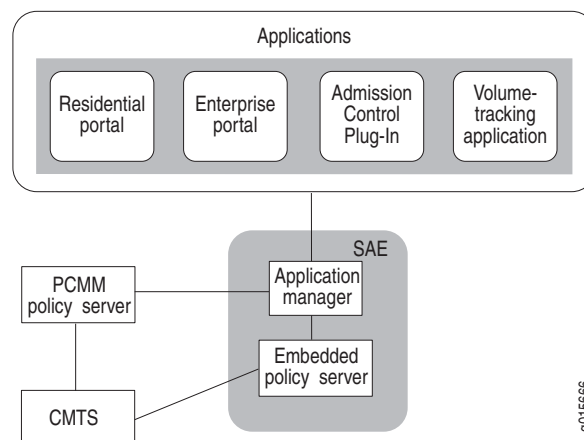 Applications
Residential
portal
Enterprise
portal
Admission
Control
Plug-In
Volume-
tracking
application
SAE
PCMM
policy server
Application
manager
Embedded
policy server
CMTS
g015666